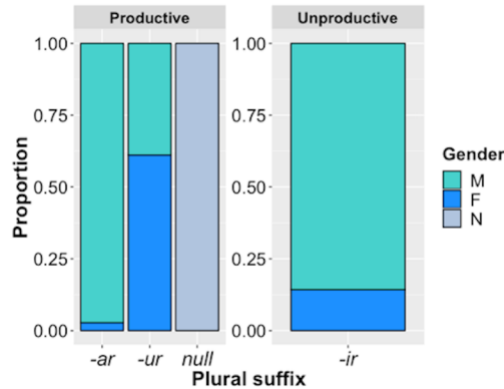 Productive
Unproductive
1.00
0.75
0.50
0.25
0.00
1.00
0.75
0.50
0.25
0.00
Proportion
-ar
-ur
null
-ir
Plural suffix
Gender
M
F
N